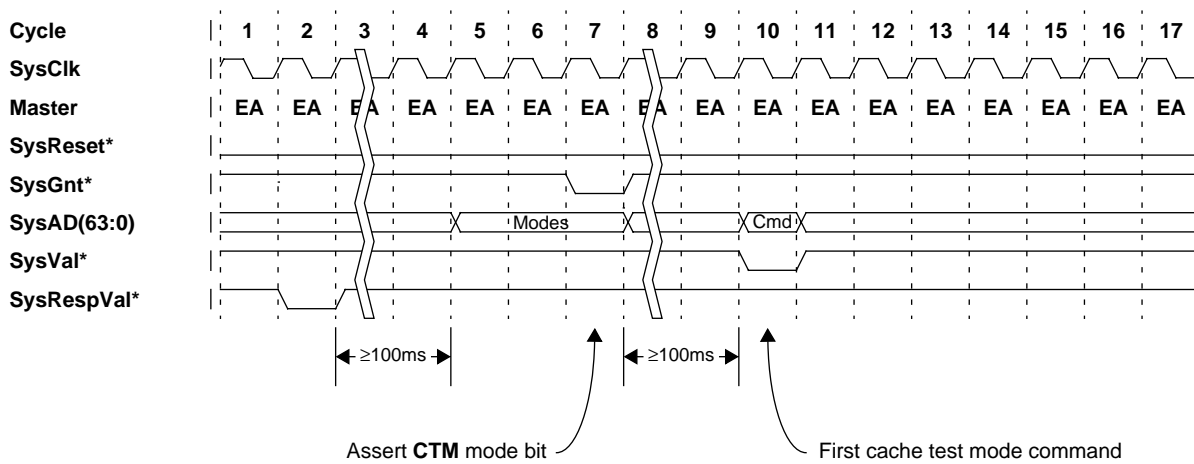 Cycle 1 2 3 4 5 6 7 8 9 10 11 12 13 14 15 16 17
SysClk
Master EA EA EA EA EA EA EA EA EA EA EA EA EA EA EA EA EA
SysReset*
SysGnt*
SysAD(63:0) Modes Cmd
SysVal*
SysRespVal*
≥100ms ≥100ms
Assert CTM mode bit First cache test mode command